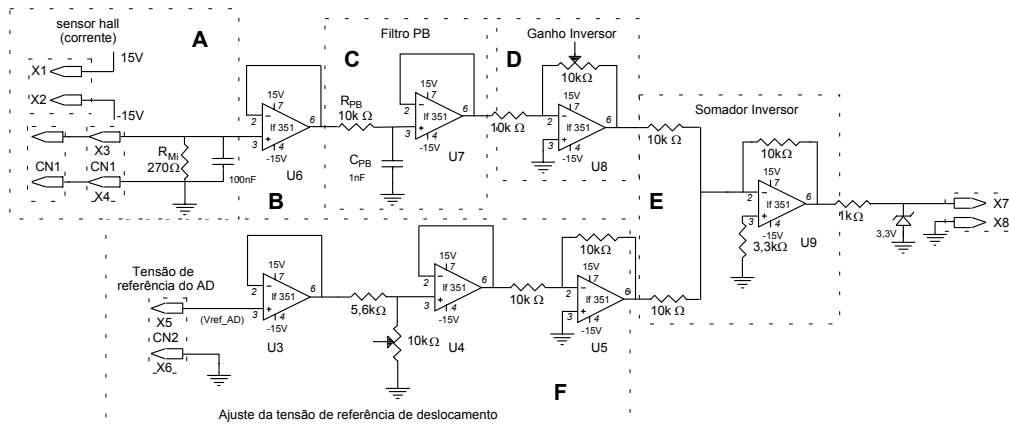 sensor hall
(corrente)
A
X1
15V
X2
-15V
CN1
X3
CN1
X4
R_Mi
270Ω
100nF
B
15V
7
2
6
lf 351
3
4
-15V
U6
Filtro PB
C
R_PB
10kΩ
C_PB
1nF
15V
7
2
6
lf 351
3
4
-15V
U7
Ganho Inversor
D
10kΩ
10kΩ
15V
7
2
6
lf 351
3
4
-15V
U8
Somador Inversor
10kΩ
10kΩ
E
15V
7
2
6
lf 351
3
4
-15V
3,3kΩ
U9
1kΩ
3,3V
X7
X8
Tensão de
referência do AD
X5
(Vref_AD)
CN2
X6
15V
7
2
6
lf 351
3
4
-15V
U3
5,6kΩ
10kΩ
15V
7
2
6
lf 351
3
4
-15V
U4
10kΩ
10kΩ
15V
7
2
6
lf 351
3
4
-15V
U5
10kΩ
F
Ajuste da tensão de referência de deslocamento